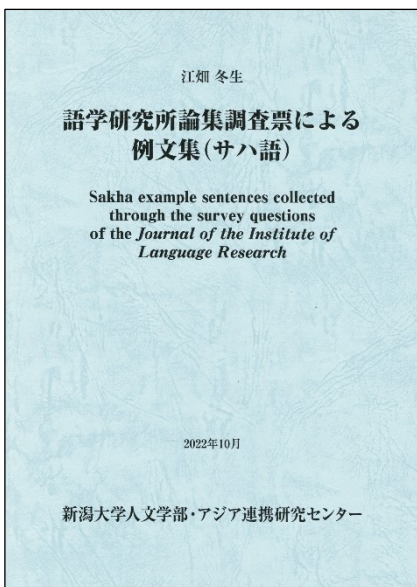 江畑 冬生
語学研究所論集調査票による
例文集(サハ語)
Sakha example sentences collected
through the survey questions
of the Journal of the Institute of
Language Research
2022年10月
新潟大学人文学部・アジア連携研究センター